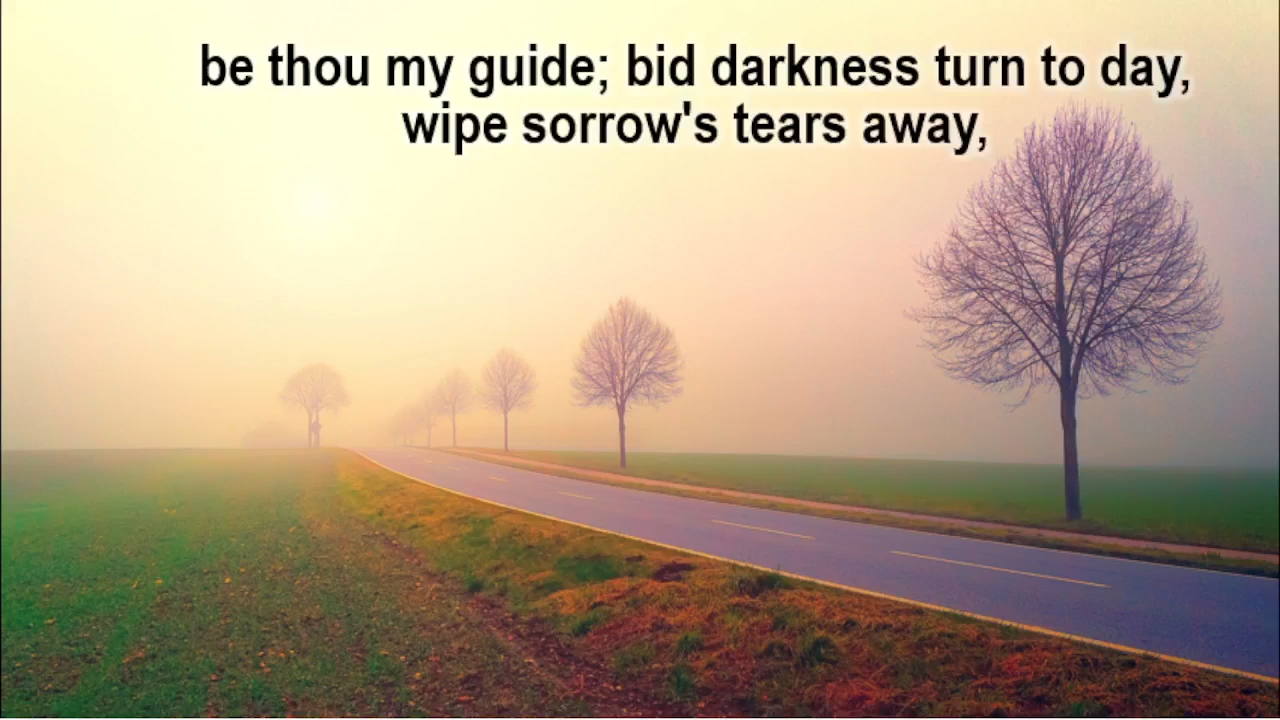 be thou my guide; bid darkness turn to day,
wipe sorrow's tears away,